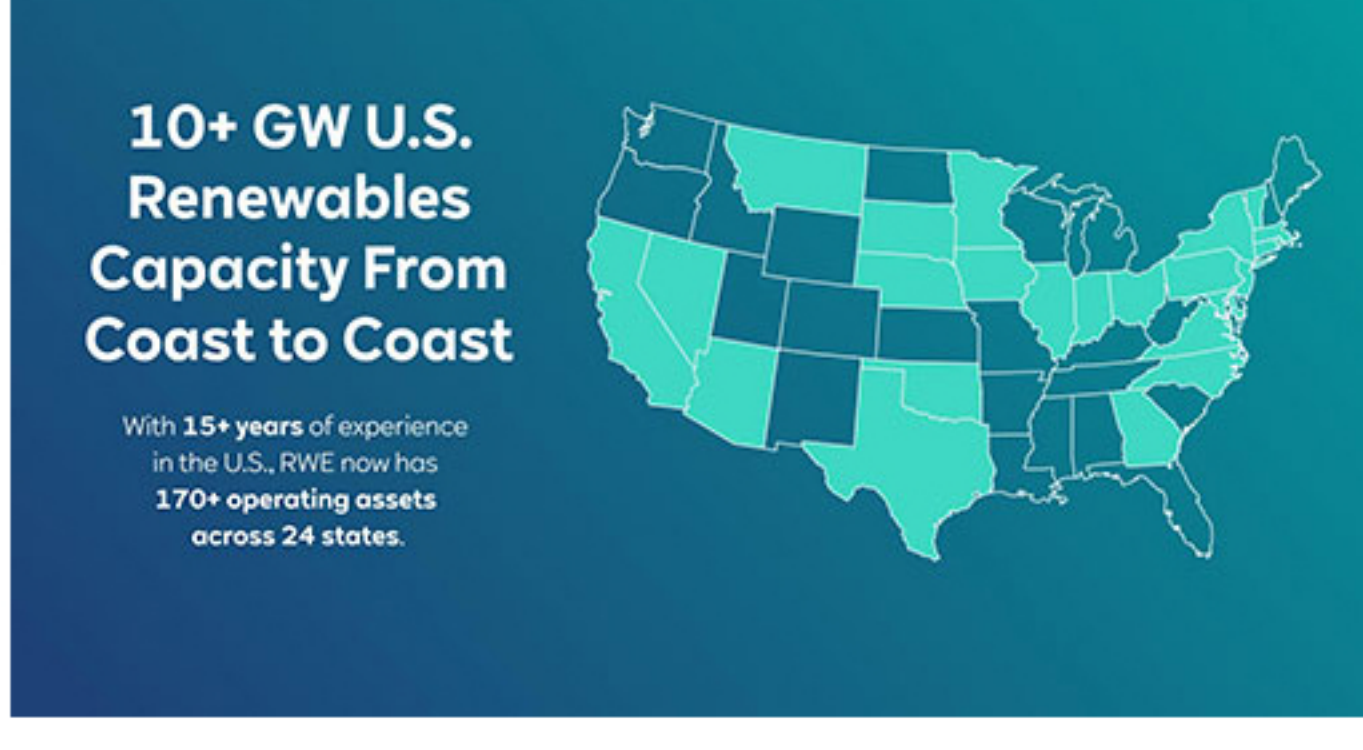 10+ GW U.S.
Renewables
Capacity From
Coast to Coast
With 15+ years of experience
in the U.S., RWE now has
170+ operating assets
across 24 states.